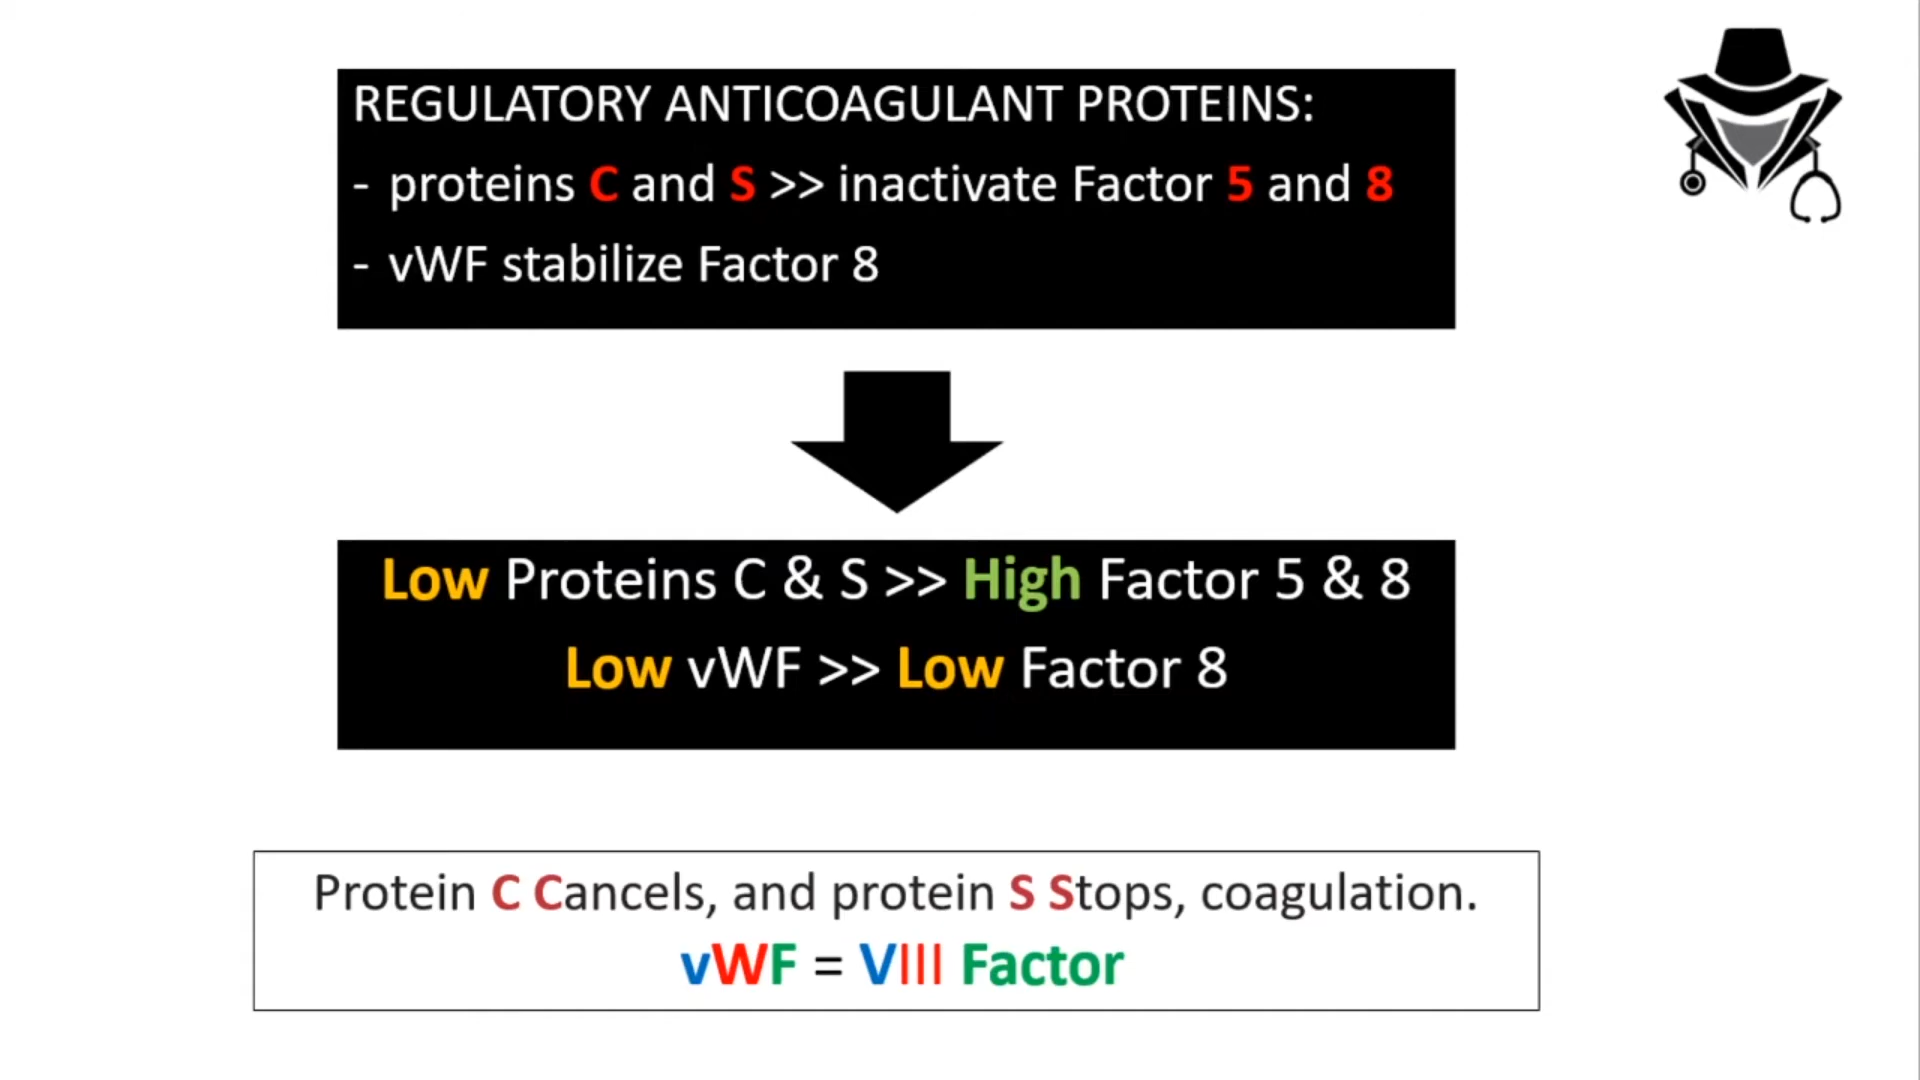 REGULATORY ANTICOAGULANT PROTEINS:
- proteins C and S >> inactivate Factor 5 and 8
- vWF stabilize Factor 8
Low Proteins C & S >> High Factor 5 & 8
Low vWF >> Low Factor 8
Protein C Cancels, and protein S Stops, coagulation.
vWF = VIII Factor